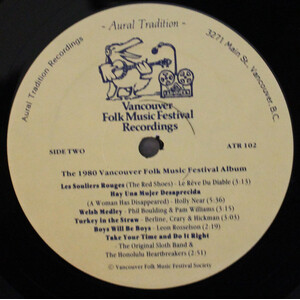 - Aural Tradition -
Aural Tradition Recordings
3271 Main St., Vancouver, B.C.
Vancouver
Folk Music Festival
Recordings
SIDE TWO
ATR 102
The 1980 Vancouver Folk Music Festival Album
Les Souliers Rouges (The Red Shoes) - Le Rêve Du Diable (3:13)
Hay Una Mujer Desaprecida
(A Woman Has Disappeared) - Holly Near (5:36)
Welsh Medley - Phil Boulding & Pam Williams (3:15)
Turkey in the Straw - Berline, Crary & Hickman (3:03)
Boys Will Be Boys - Leon Rosselson (2:19)
Take Your Time and Do It Right
- The Original Sloth Band &
The Honolulu Heartbreakers (2:51)
© Vancouver Folk Music Festival Society